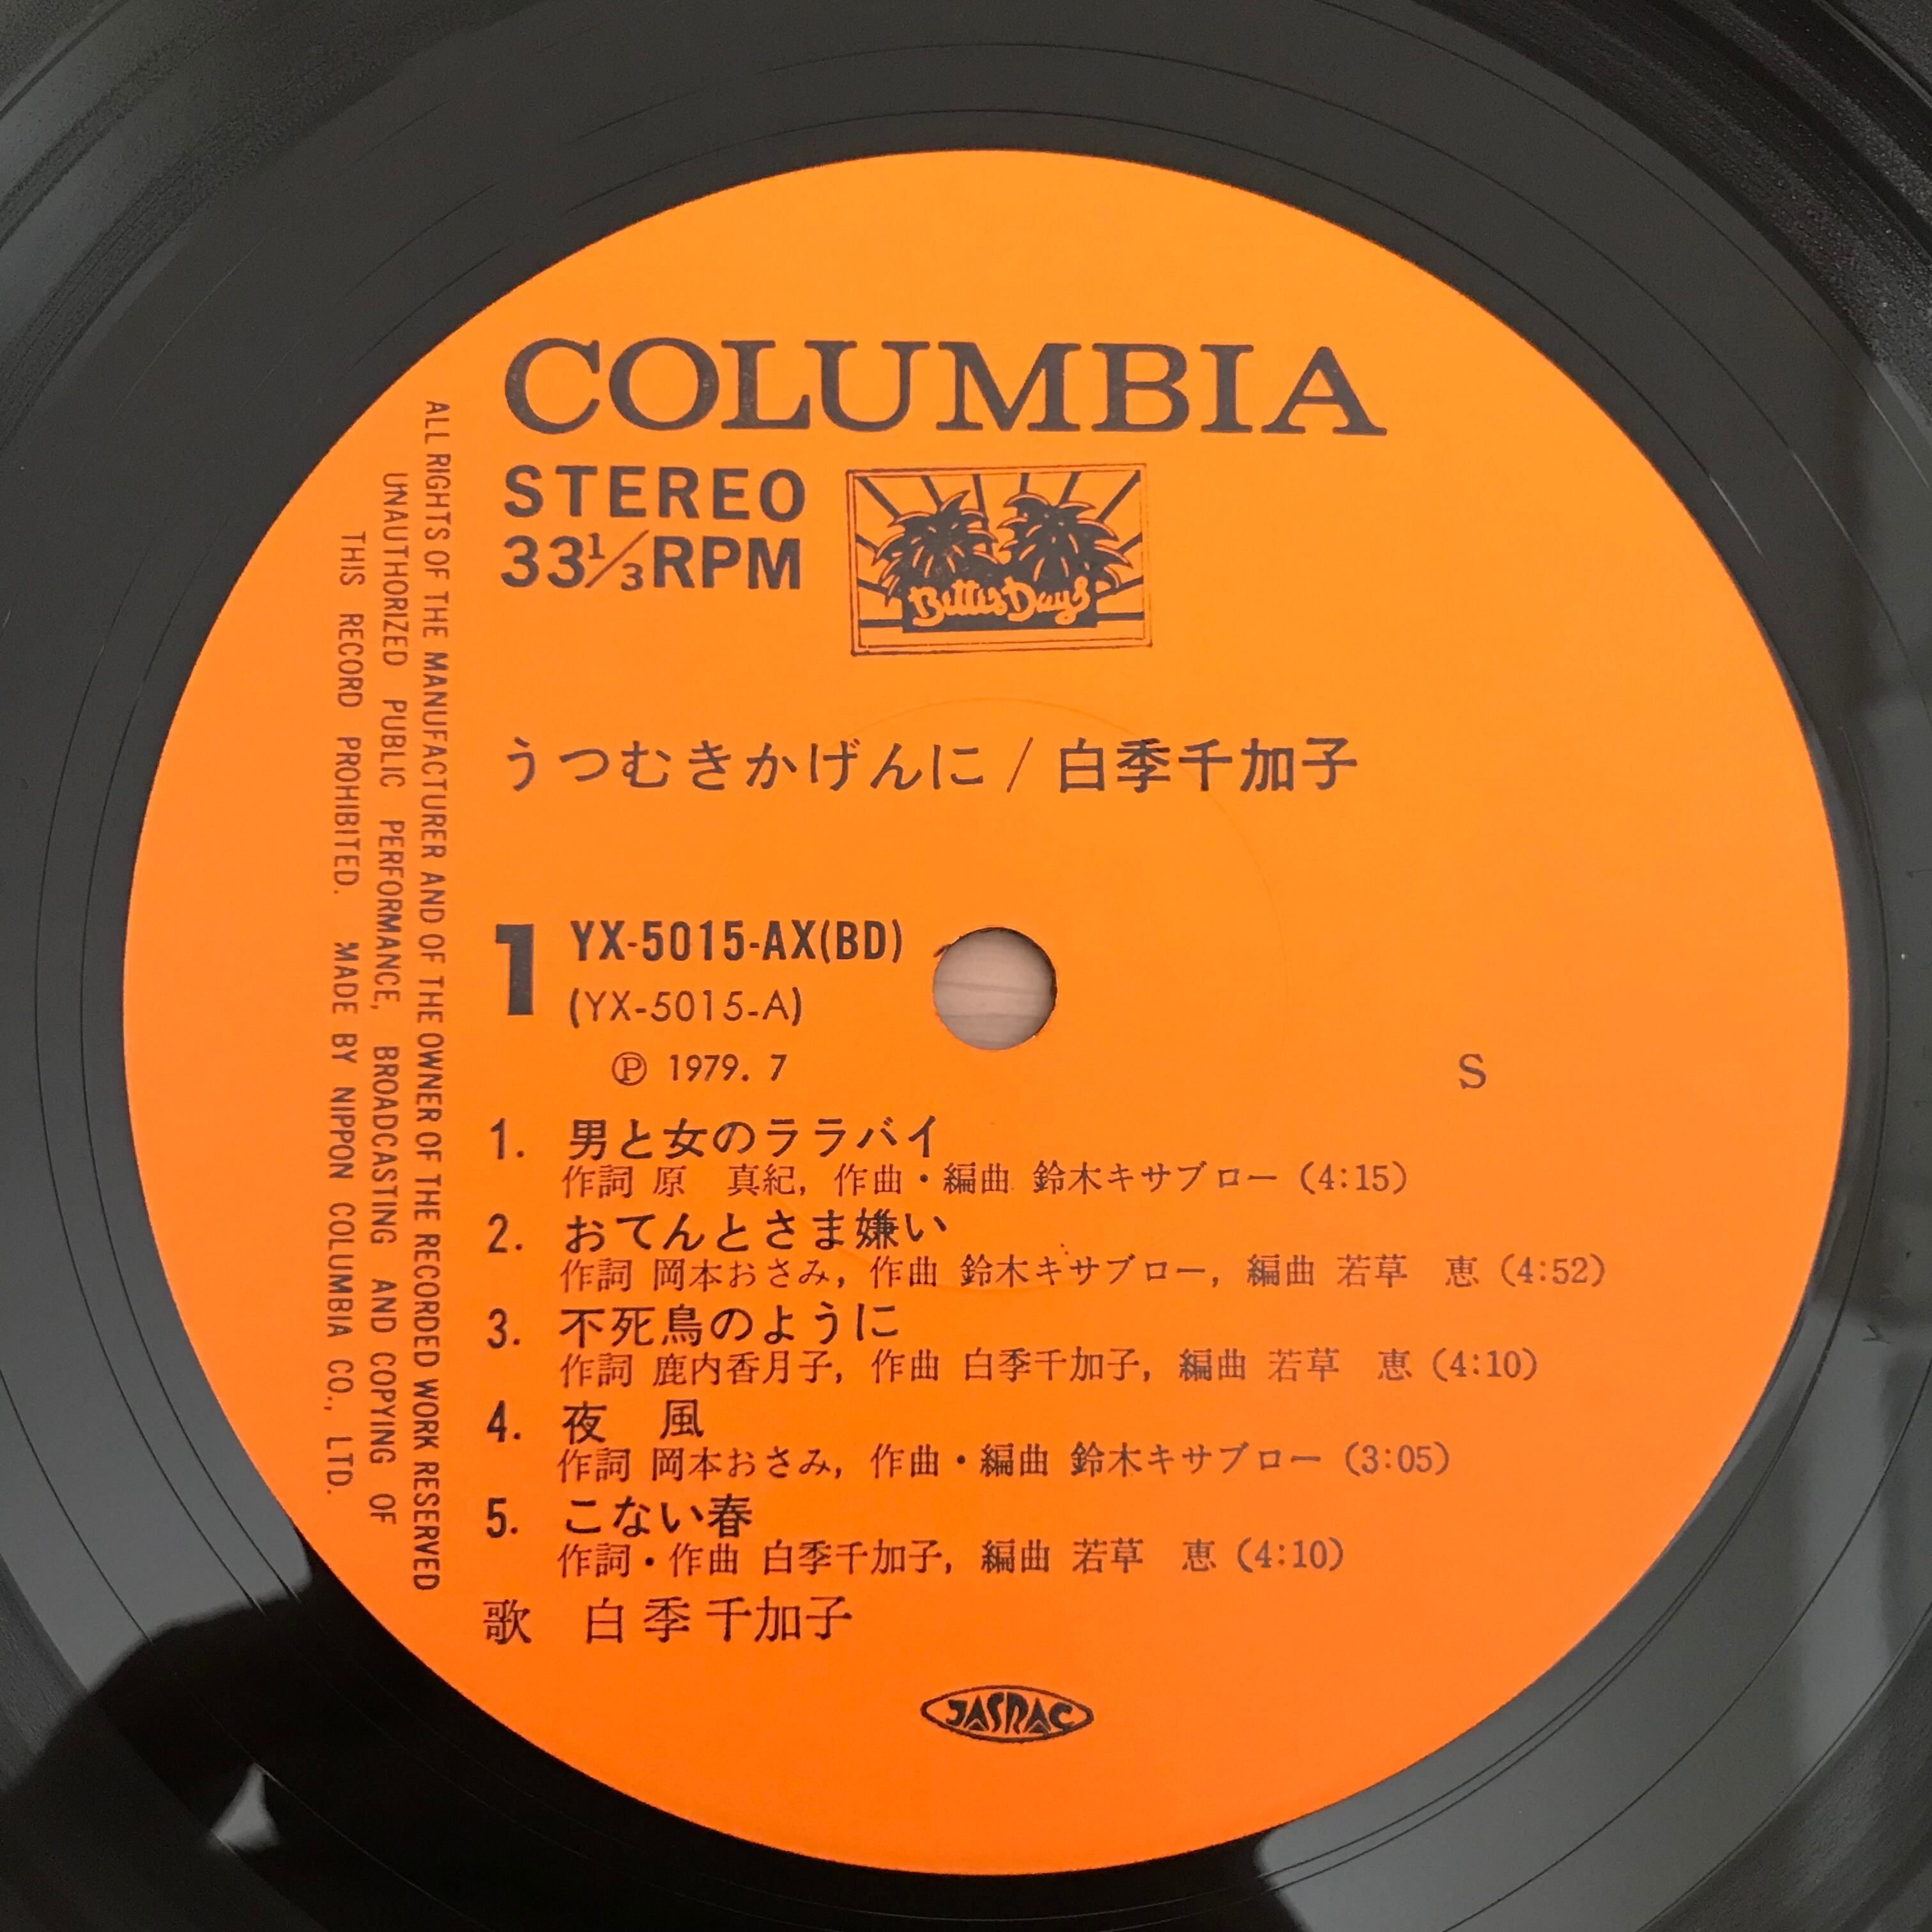 COLUMBIA
STEREO
33⅓RPM
Better Days
うつむきかげんに / 白季千加子
1 YX-5015-AX(BD)
(YX-5015-A)
Ⓟ 1979. 7
S
1. 男と女のララバイ
作詞 原　真紀, 作曲・編曲 鈴木キサブロー (4:15)
2. おてんとさま嫌い
作詞 岡本おさみ, 作曲 鈴木キサブロー, 編曲 若草　恵 (4:52)
3. 不死鳥のように
作詞 鹿内香月子, 作曲 白季千加子, 編曲 若草　恵 (4:10)
4. 夜　風
作詞 岡本おさみ, 作曲・編曲 鈴木キサブロー (3:05)
5. こない春
作詞・作曲 白季千加子, 編曲 若草　恵 (4:10)
歌　白季千加子
JASRAC
ALL RIGHTS OF THE MANUFACTURER AND OF THE OWNER OF THE RECORDED WORK RESERVED
UNAUTHORIZED PUBLIC PERFORMANCE, BROADCASTING AND COPYING OF
THIS RECORD PROHIBITED. MADE BY NIPPON COLUMBIA CO., LTD.